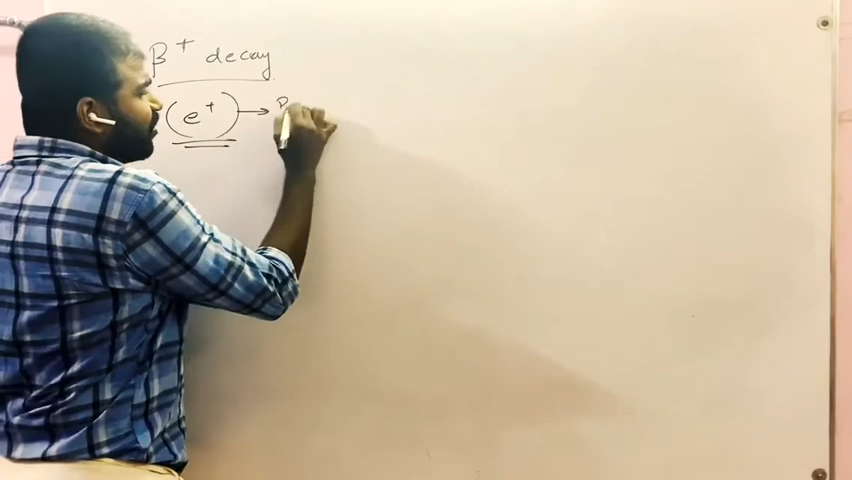 β⁺ decay
(e⁺) → P